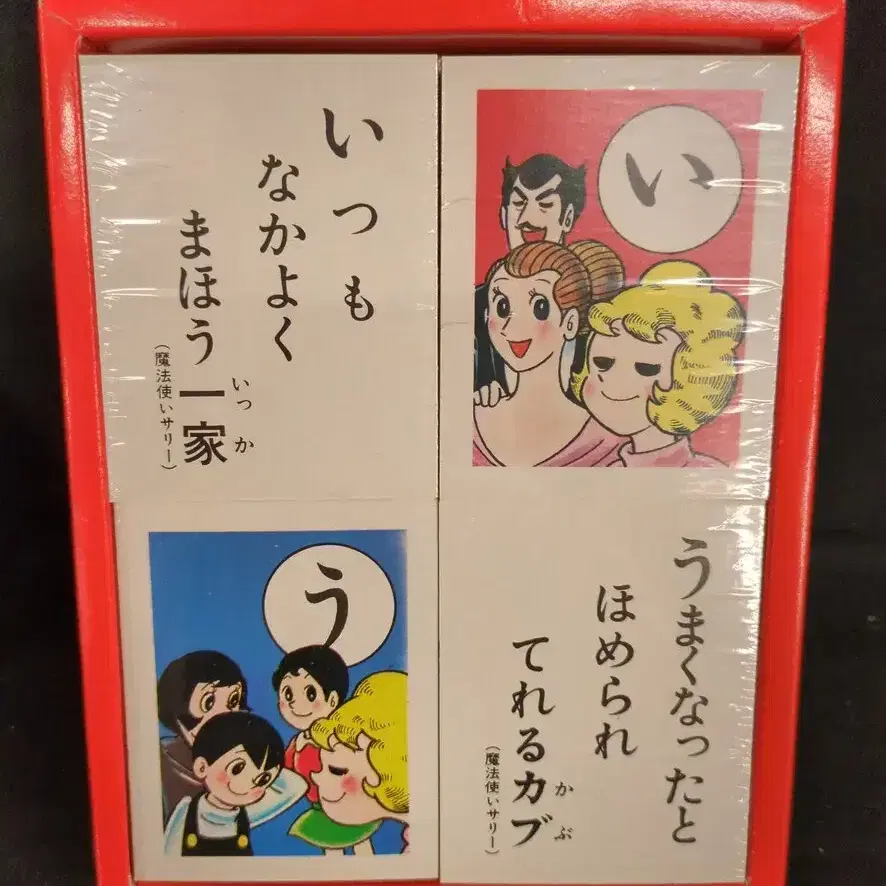 いつも
なかよく
まほう一家
いっか
(魔法使いサリー)
い
う
うまくなったと
ほめられ
てれるカブ
かぶ
(魔法使いサリー)